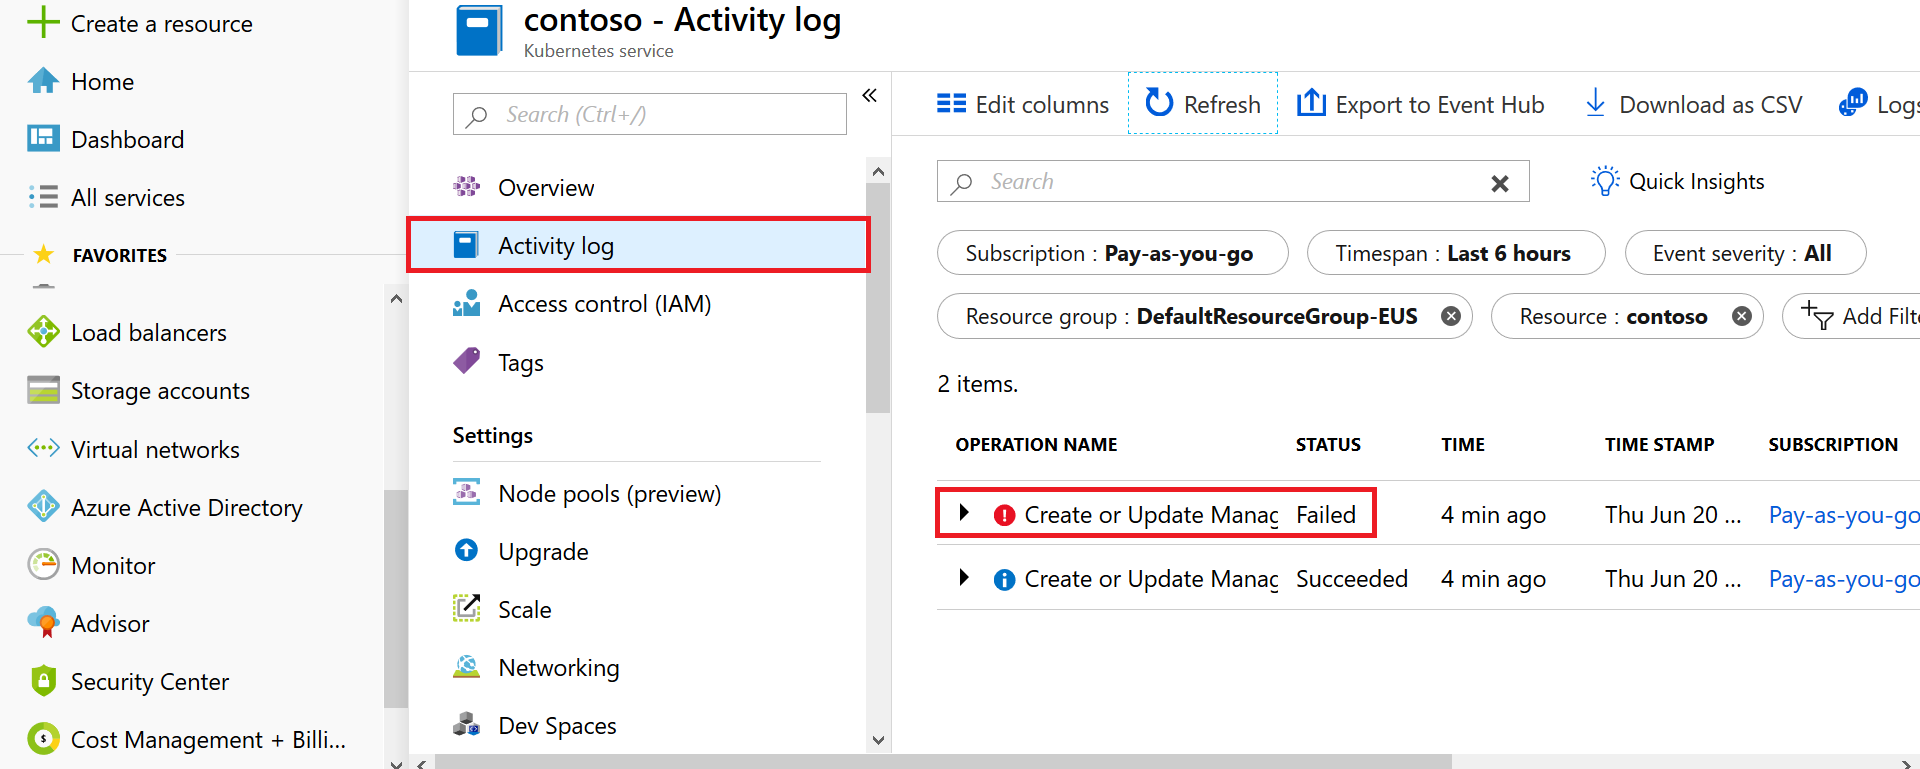 Create a resource
Home
Dashboard
All services
FAVORITES
Load balancers
Storage accounts
Virtual networks
Azure Active Directory
Monitor
Advisor
Security Center
Cost Management + Billi...
contoso - Activity log
Kubernetes service
Search (Ctrl+/)
Overview
Activity log
Access control (IAM)
Tags
Settings
Node pools (preview)
Upgrade
Scale
Networking
Dev Spaces
Edit columns Refresh Export to Event Hub Download as CSV Logs
Search Quick Insights
Subscription : Pay-as-you-go Timespan : Last 6 hours Event severity : All
Resource group : DefaultResourceGroup-EUS Resource : contoso Add Filte
2 items.
OPERATION NAME STATUS TIME TIME STAMP SUBSCRIPTION
Create or Update Manag Failed 4 min ago Thu Jun 20 ... Pay-as-you-go
Create or Update Manag Succeeded 4 min ago Thu Jun 20 ... Pay-as-you-go